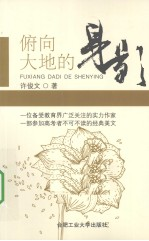 俯向
大地的
身影
FUXIANG DADI DE SHENYING
许俊文 ○ 著
一位备受教育界广泛关注的实力作家
一部参加高考者不可不读的经典美文
合肥工业大学出版社